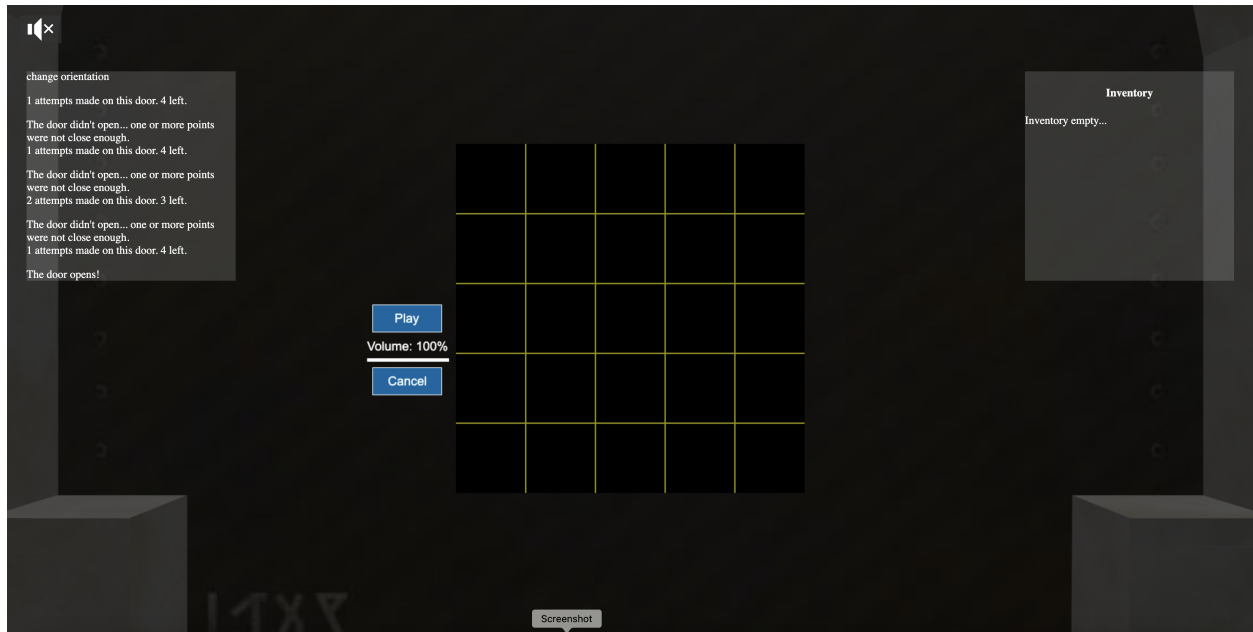 change orientation
1 attempts made on this door. 4 left.
The door didn't open... one or more points
were not close enough.
1 attempts made on this door. 4 left.
The door didn't open... one or more points
were not close enough.
2 attempts made on this door. 3 left.
The door didn't open... one or more points
were not close enough.
1 attempts made on this door. 4 left.
The door opens!
Play
Volume: 100%
Cancel
Inventory
Inventory empty...
Screenshot